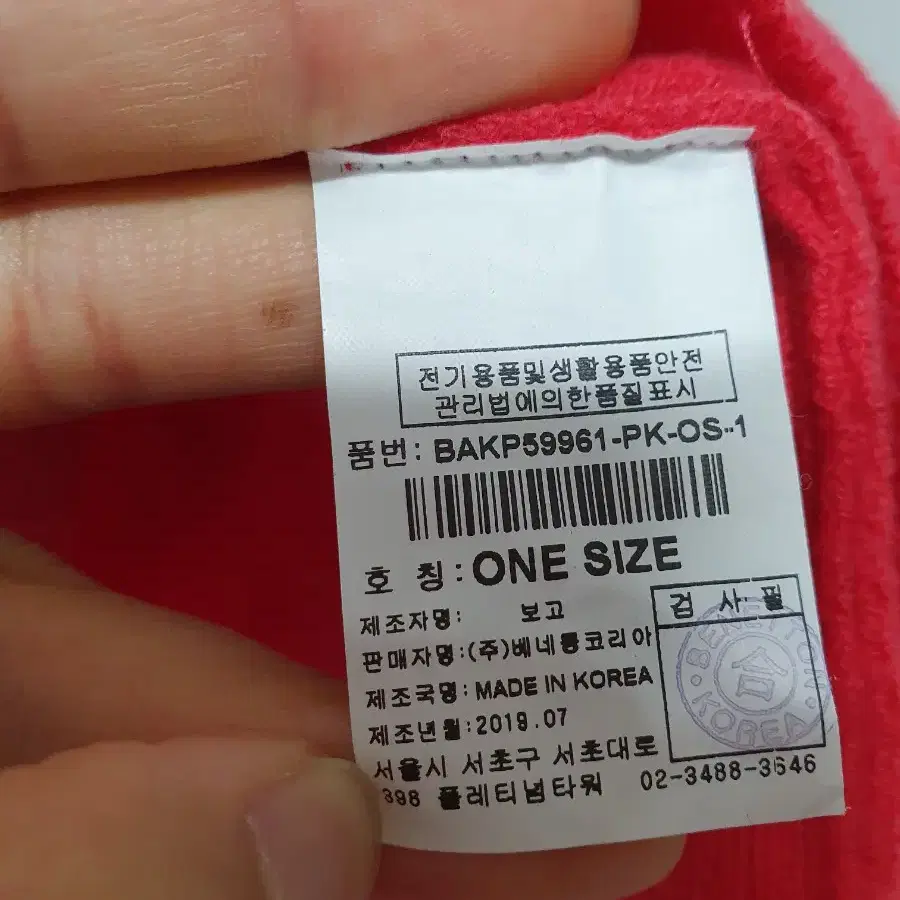 전기용품및생활용품안전
관리법에의한품질표시
품번: BAKP59961-PK-OS-1
호 칭: ONE SIZE
제조자명: 보고
판매자명:(주)베네통코리아
제조국명: MADE IN KOREA
제조년월:2019.07
서울시 서초구 서초대로
398 플레티넘타워 02-3488-3646
검 사 필
BENETTON
합
KOREA